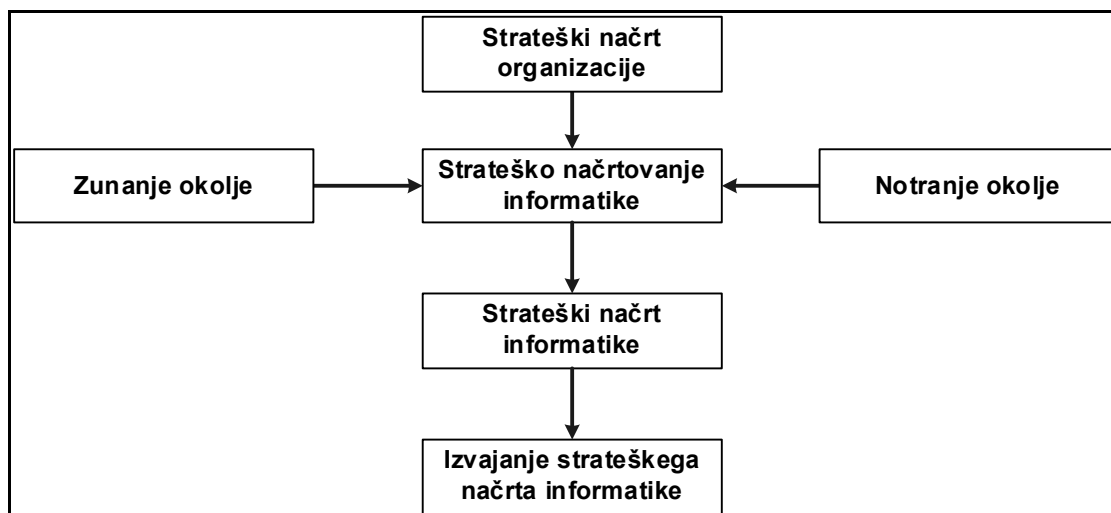 Strateški načrt
organizacije
Zunanje okolje
Strateško načrtovanje
informatike
Notranje okolje
Strateški načrt
informatike
Izvajanje strateškega
načrta informatike